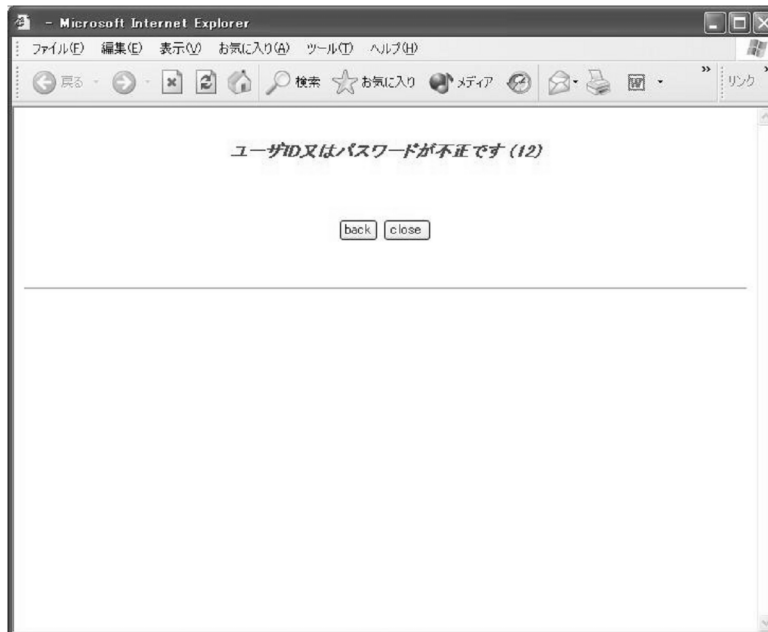 - Microsoft Internet Explorer
ファイル(F) 編集(E) 表示(V) お気に入り(A) ツール(T) ヘルプ(H)
戻る 検索 お気に入り メディア » リンク »
ユーザID又はパスワードが不正です (12)
back close